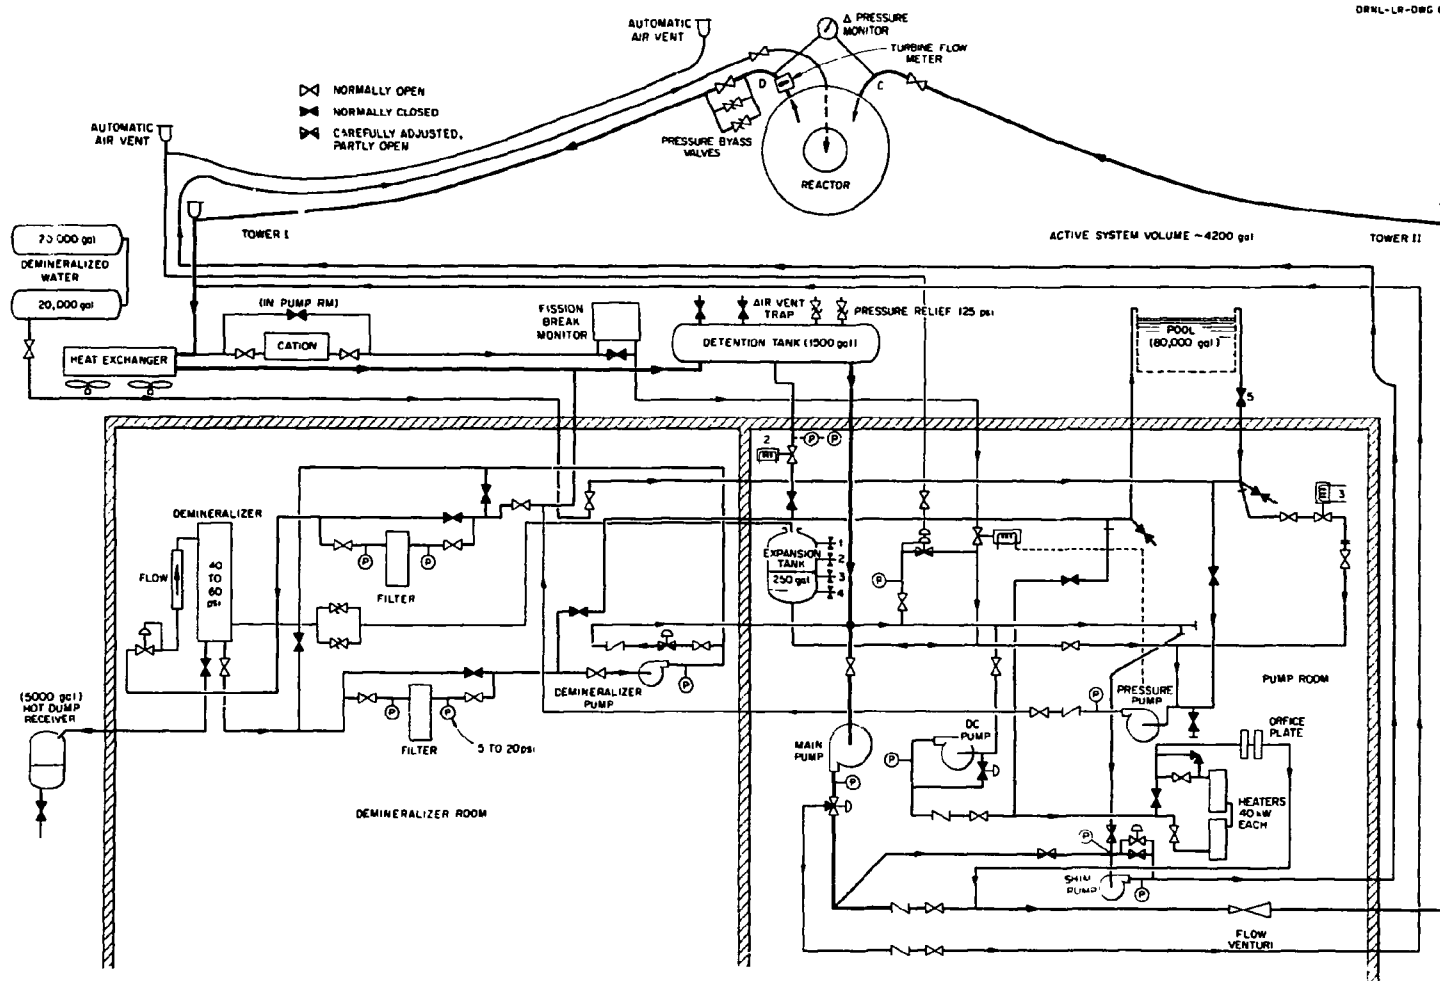 ORNL-LR-DWG
AUTOMATIC
AIR VENT
Δ PRESSURE
MONITOR
TURBINE FLOW
METER
NORMALLY OPEN
NORMALLY CLOSED
CAREFULLY ADJUSTED,
PARTLY OPEN
D
C
AUTOMATIC
AIR VENT
PRESSURE BYASS
VALVES
REACTOR
TOWER I
ACTIVE SYSTEM VOLUME ~4200 gal
TOWER II
20,000 gal
DEMINERALIZED
WATER
20,000 gal
(IN PUMP RM)
FISSION
BREAK
MONITOR
AIR VENT
TRAP
PRESSURE RELIEF 125 psi
POOL
(80,000 gal)
HEAT EXCHANGER
CATION
DETENTION TANK (1500 gal)
5
2
P
P
3
DEMINERALIZER
FLOW
40
TO
60
psi
P
P
FILTER
EXPANSION
TANK
250 gal
1
2
3
4
P
(5000 gal)
HOT DUMP
RECEIVER
DEMINERALIZER
PUMP
P
P
P
FILTER
5 TO 20 psi
PUMP ROOM
PRESSURE
PUMP
P
MAIN
PUMP
P
DC
PUMP
P
ORFICE
PLATE
HEATERS
40 kW
EACH
DEMINERALIZER ROOM
P
SHIM
PUMP
P
FLOW
VENTURI